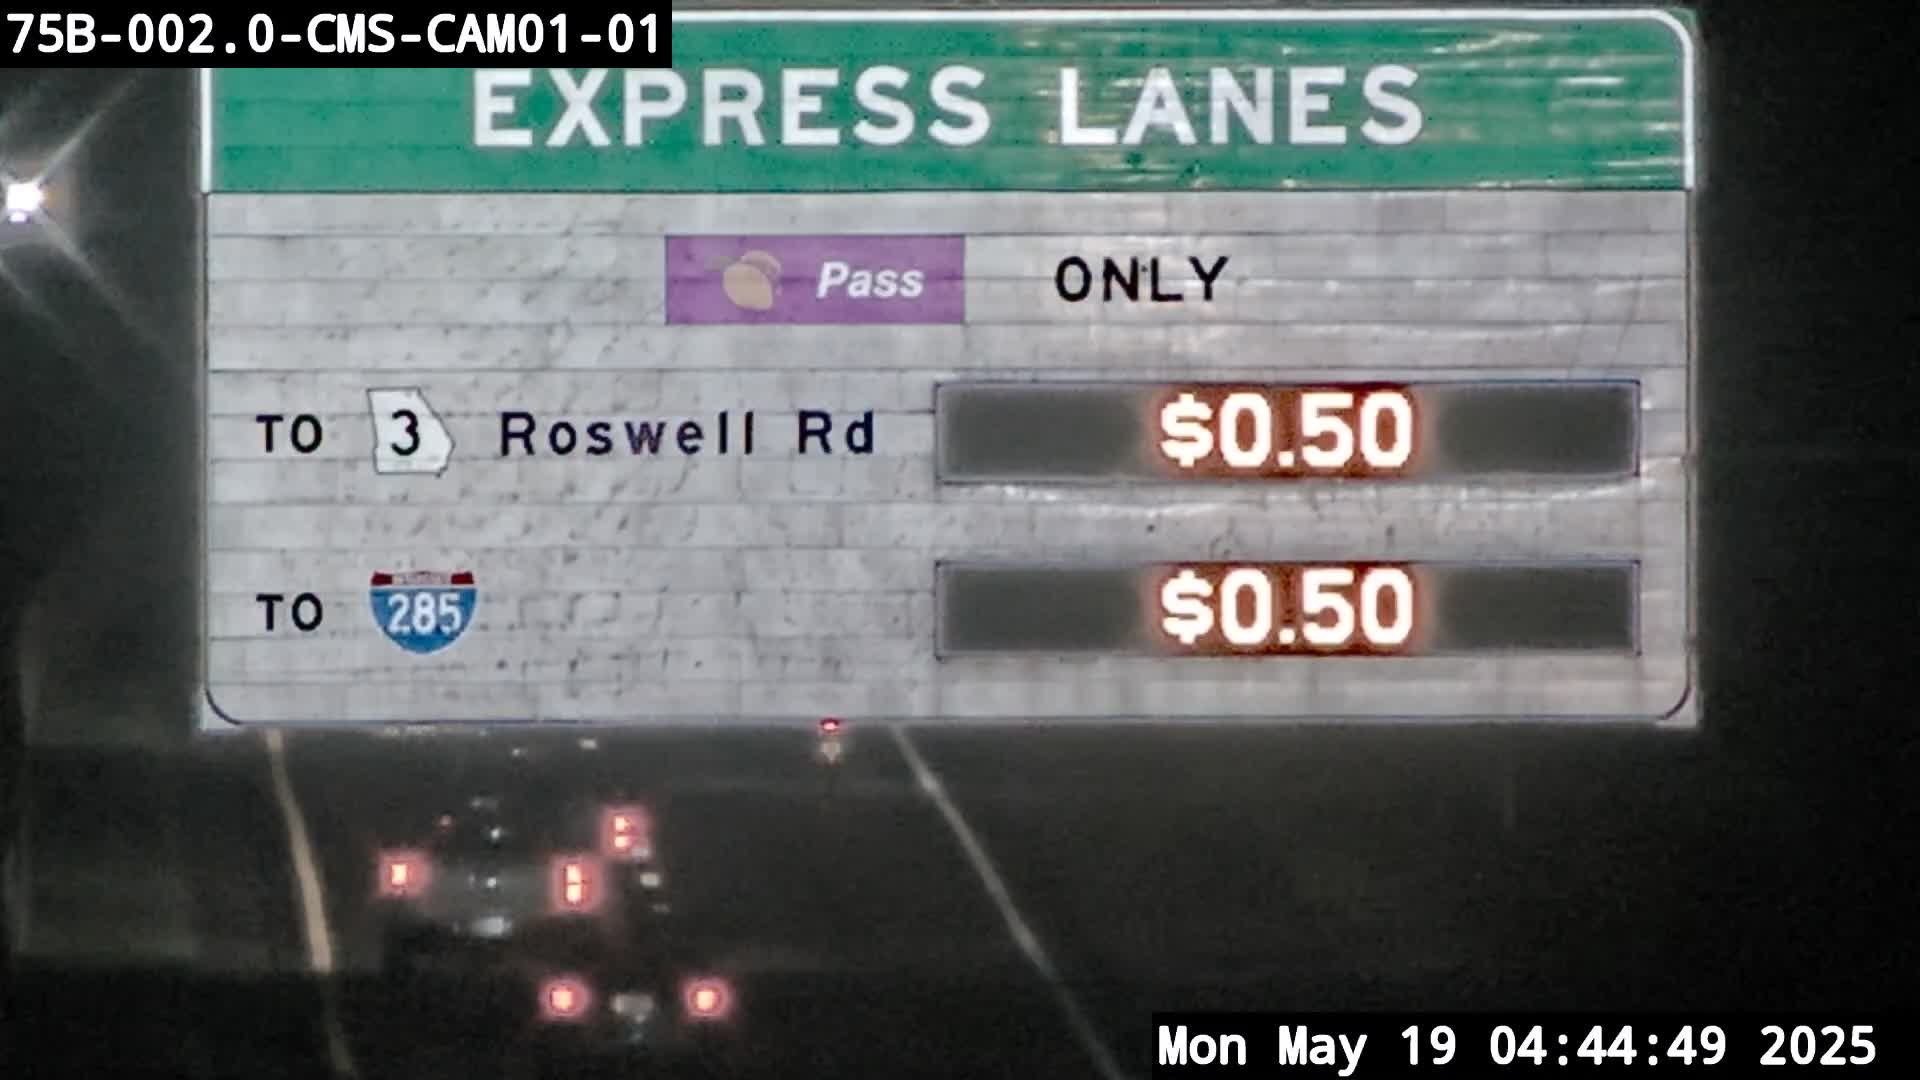 75B-002.0-CMS-CAM01-01
EXPRESS LANES
Pass ONLY
TO 3 Roswell Rd $0.50
TO 285 $0.50
Mon May 19 04:44:49 2025